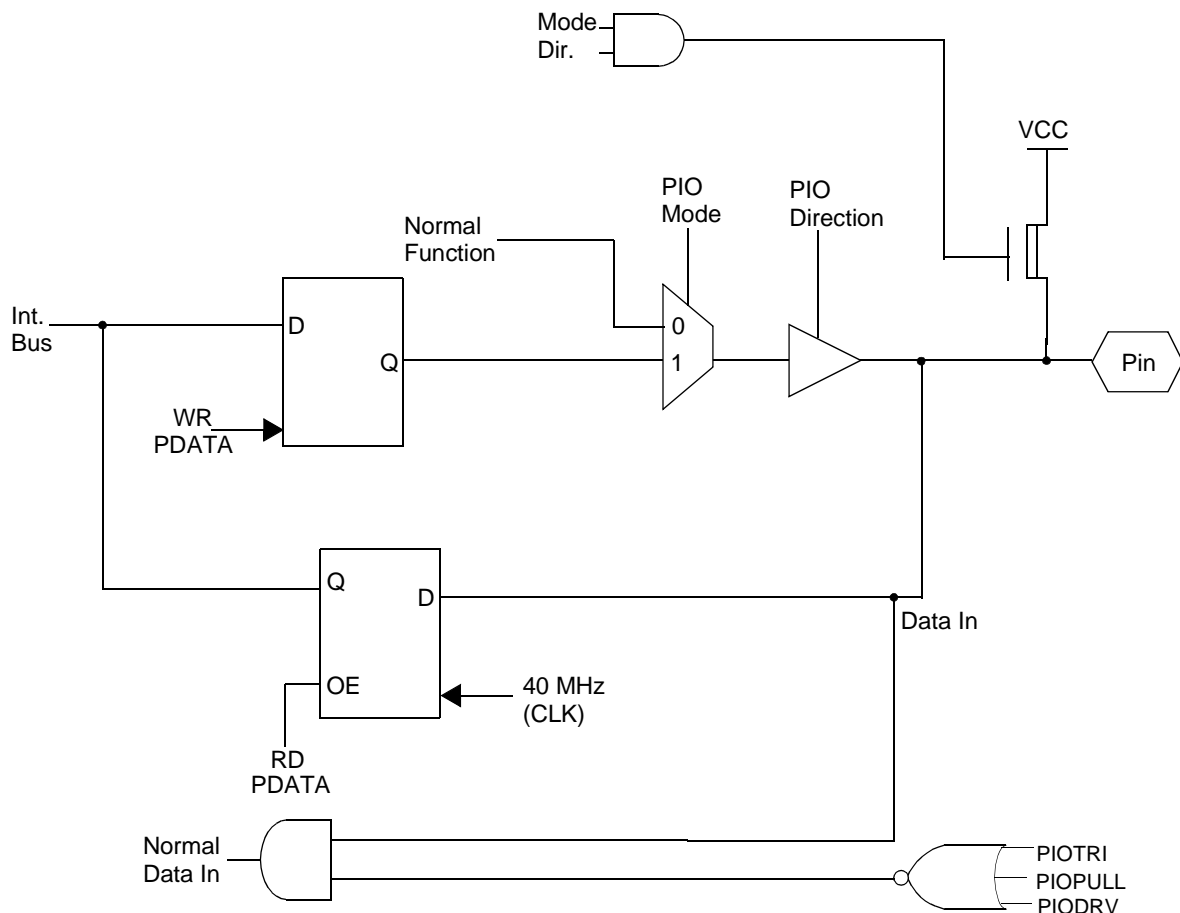 Mode
Dir.
VCC
PIO
Mode
PIO
Direction
Normal
Function
Int.
Bus
D
Q
0
1
Pin
WR
PDATA
Q
D
Data In
OE
40 MHz
(CLK)
RD
PDATA
Normal
Data In
PIOTRI
PIOPULL
PIODRV